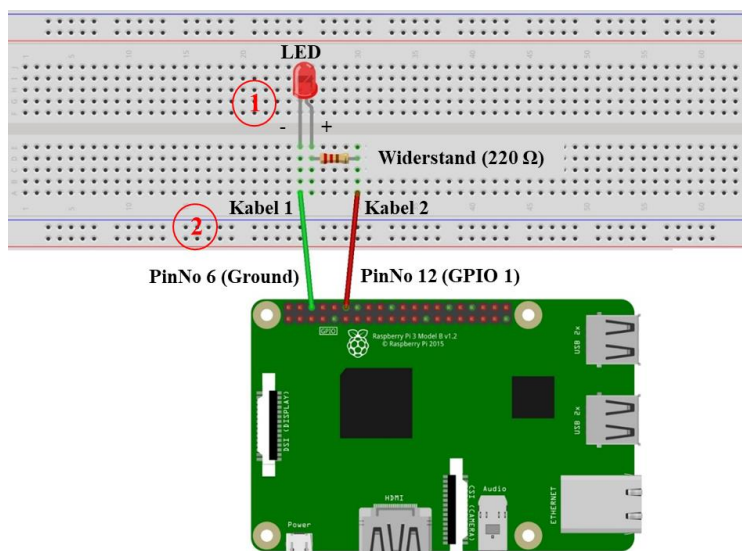 LED
1
- +
Widerstand (220 Ω)
Kabel 1
Kabel 2
2
PinNo 6 (Ground)
PinNo 12 (GPIO 1)
GPIO
Raspberry Pi 3 Model B v1.2
© Raspberry Pi 2015
USB 2x
DSI (DISPLAY)
USB 2x
HDMI
CSI (CAMERA)
Audio
ETHERNET
Power